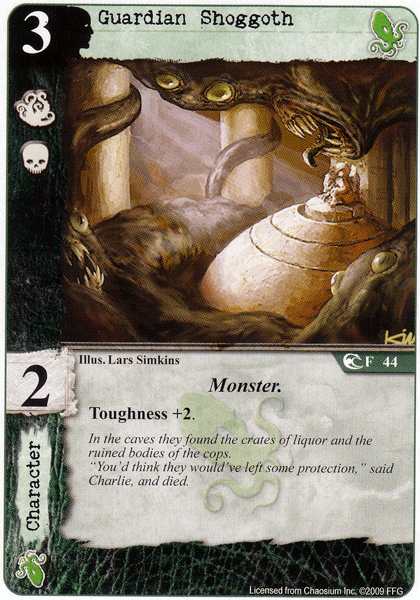 3
Guardian Shoggoth
Illus. Lars Simkins
F 44
2
Monster.
Toughness +2.
In the caves they found the crates of liquor and the
ruined bodies of the cops.
“You’d think they would’ve left some protection,” said
Charlie, and died.
Character
Licensed from Chaosium Inc. ©2009 FFG